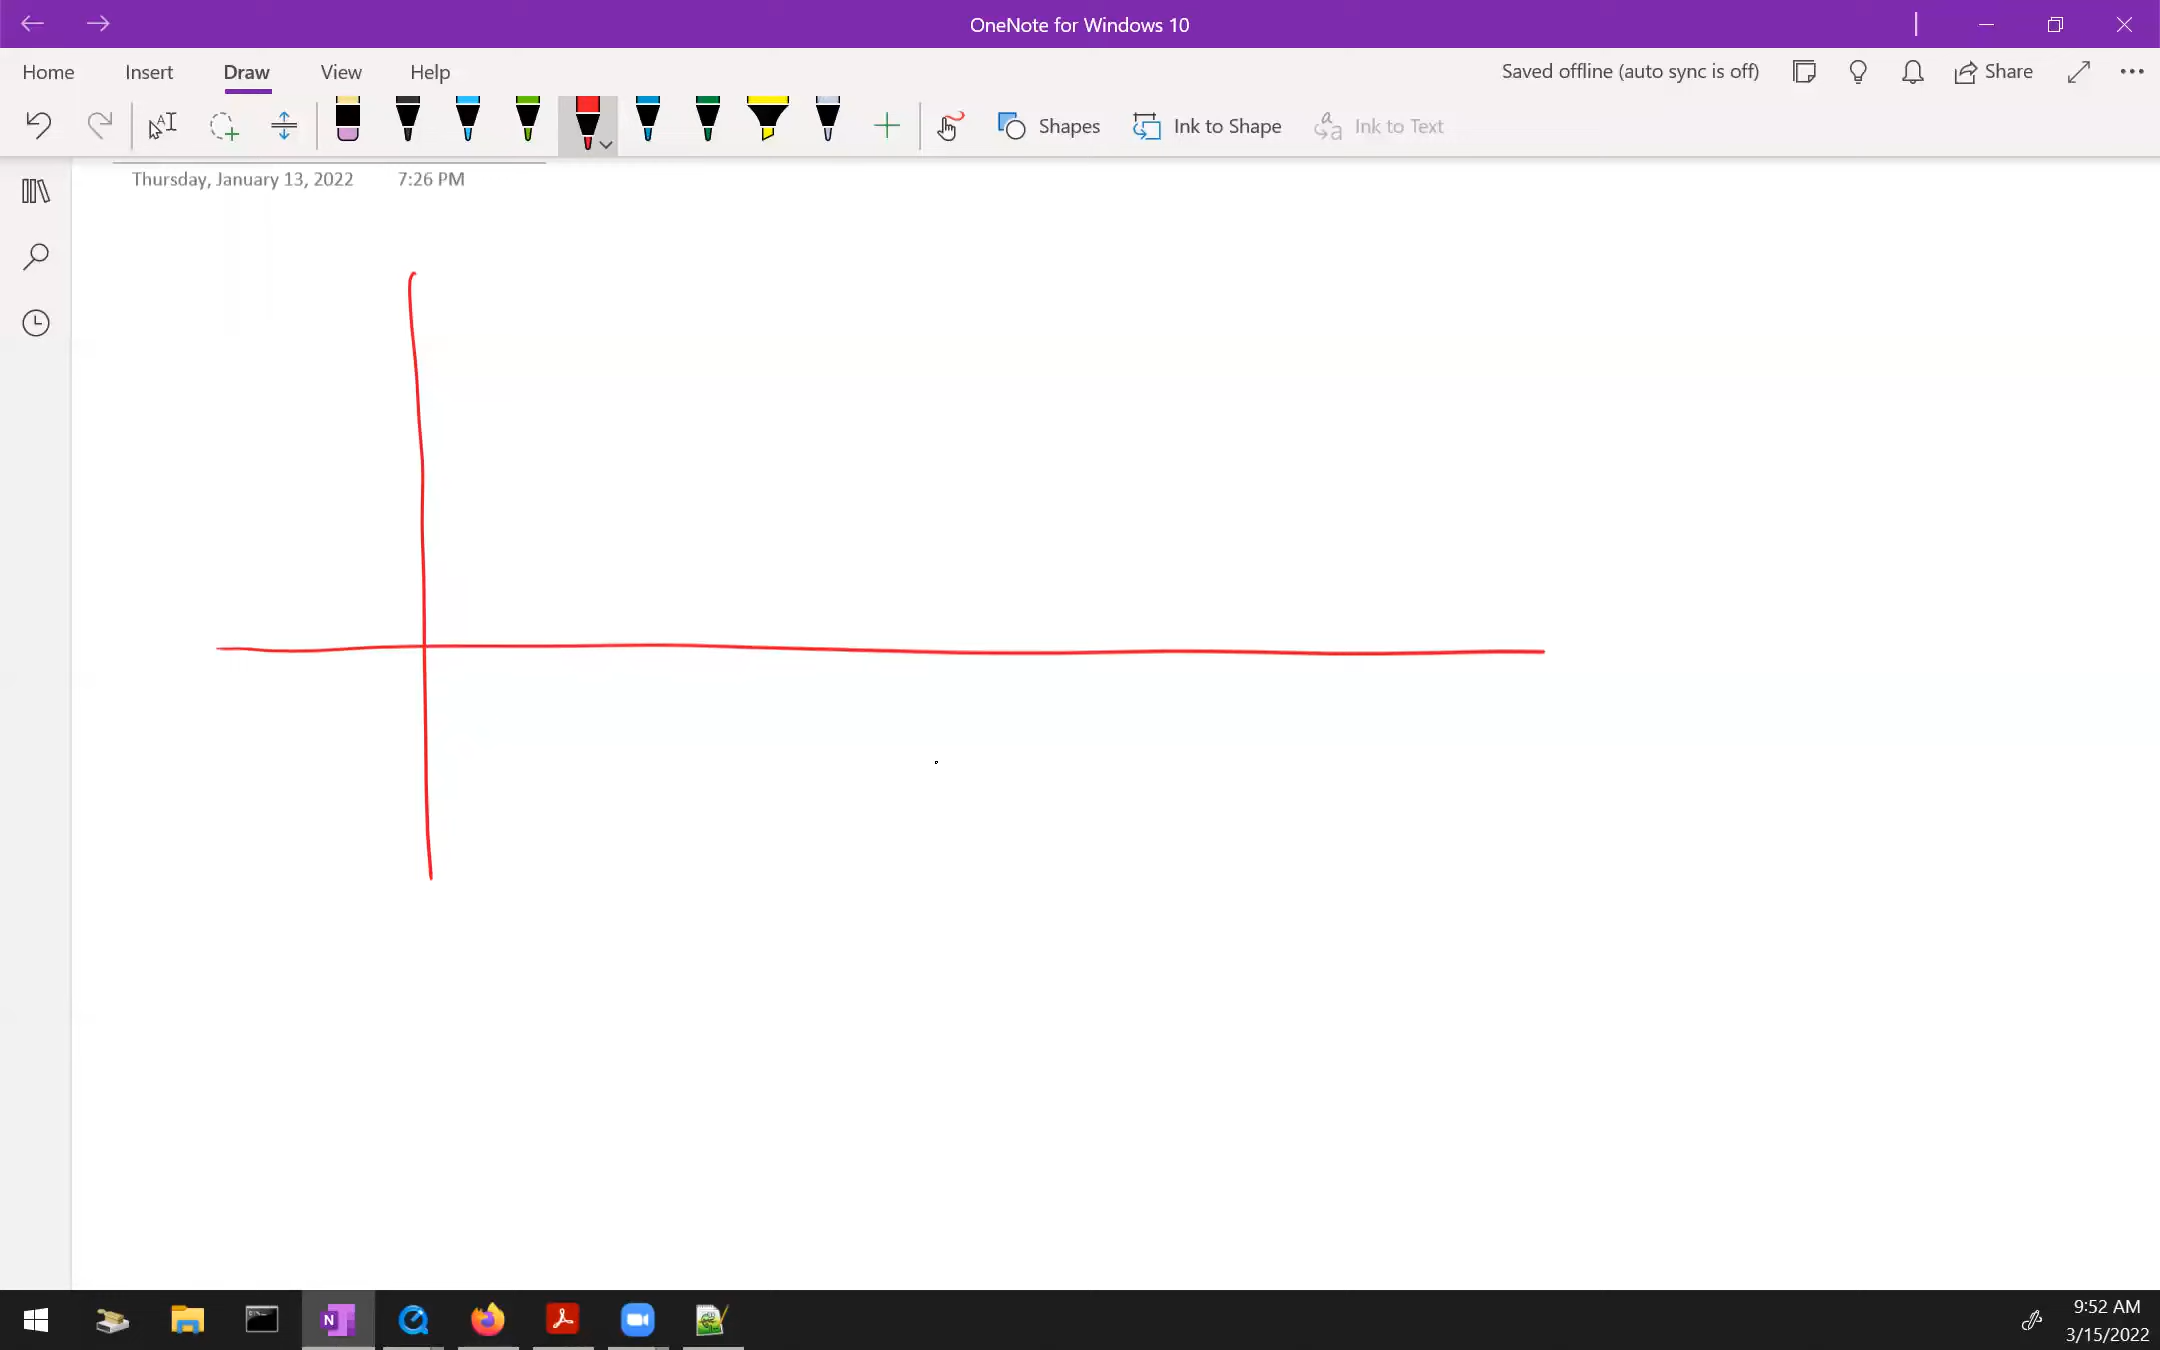 OneNote for Windows 10
Home Insert Draw View Help
Saved offline (auto sync is off) Share
Shapes Ink to Shape Ink to Text
Thursday, January 13, 2022 7:26 PM
9:52 AM
3/15/2022